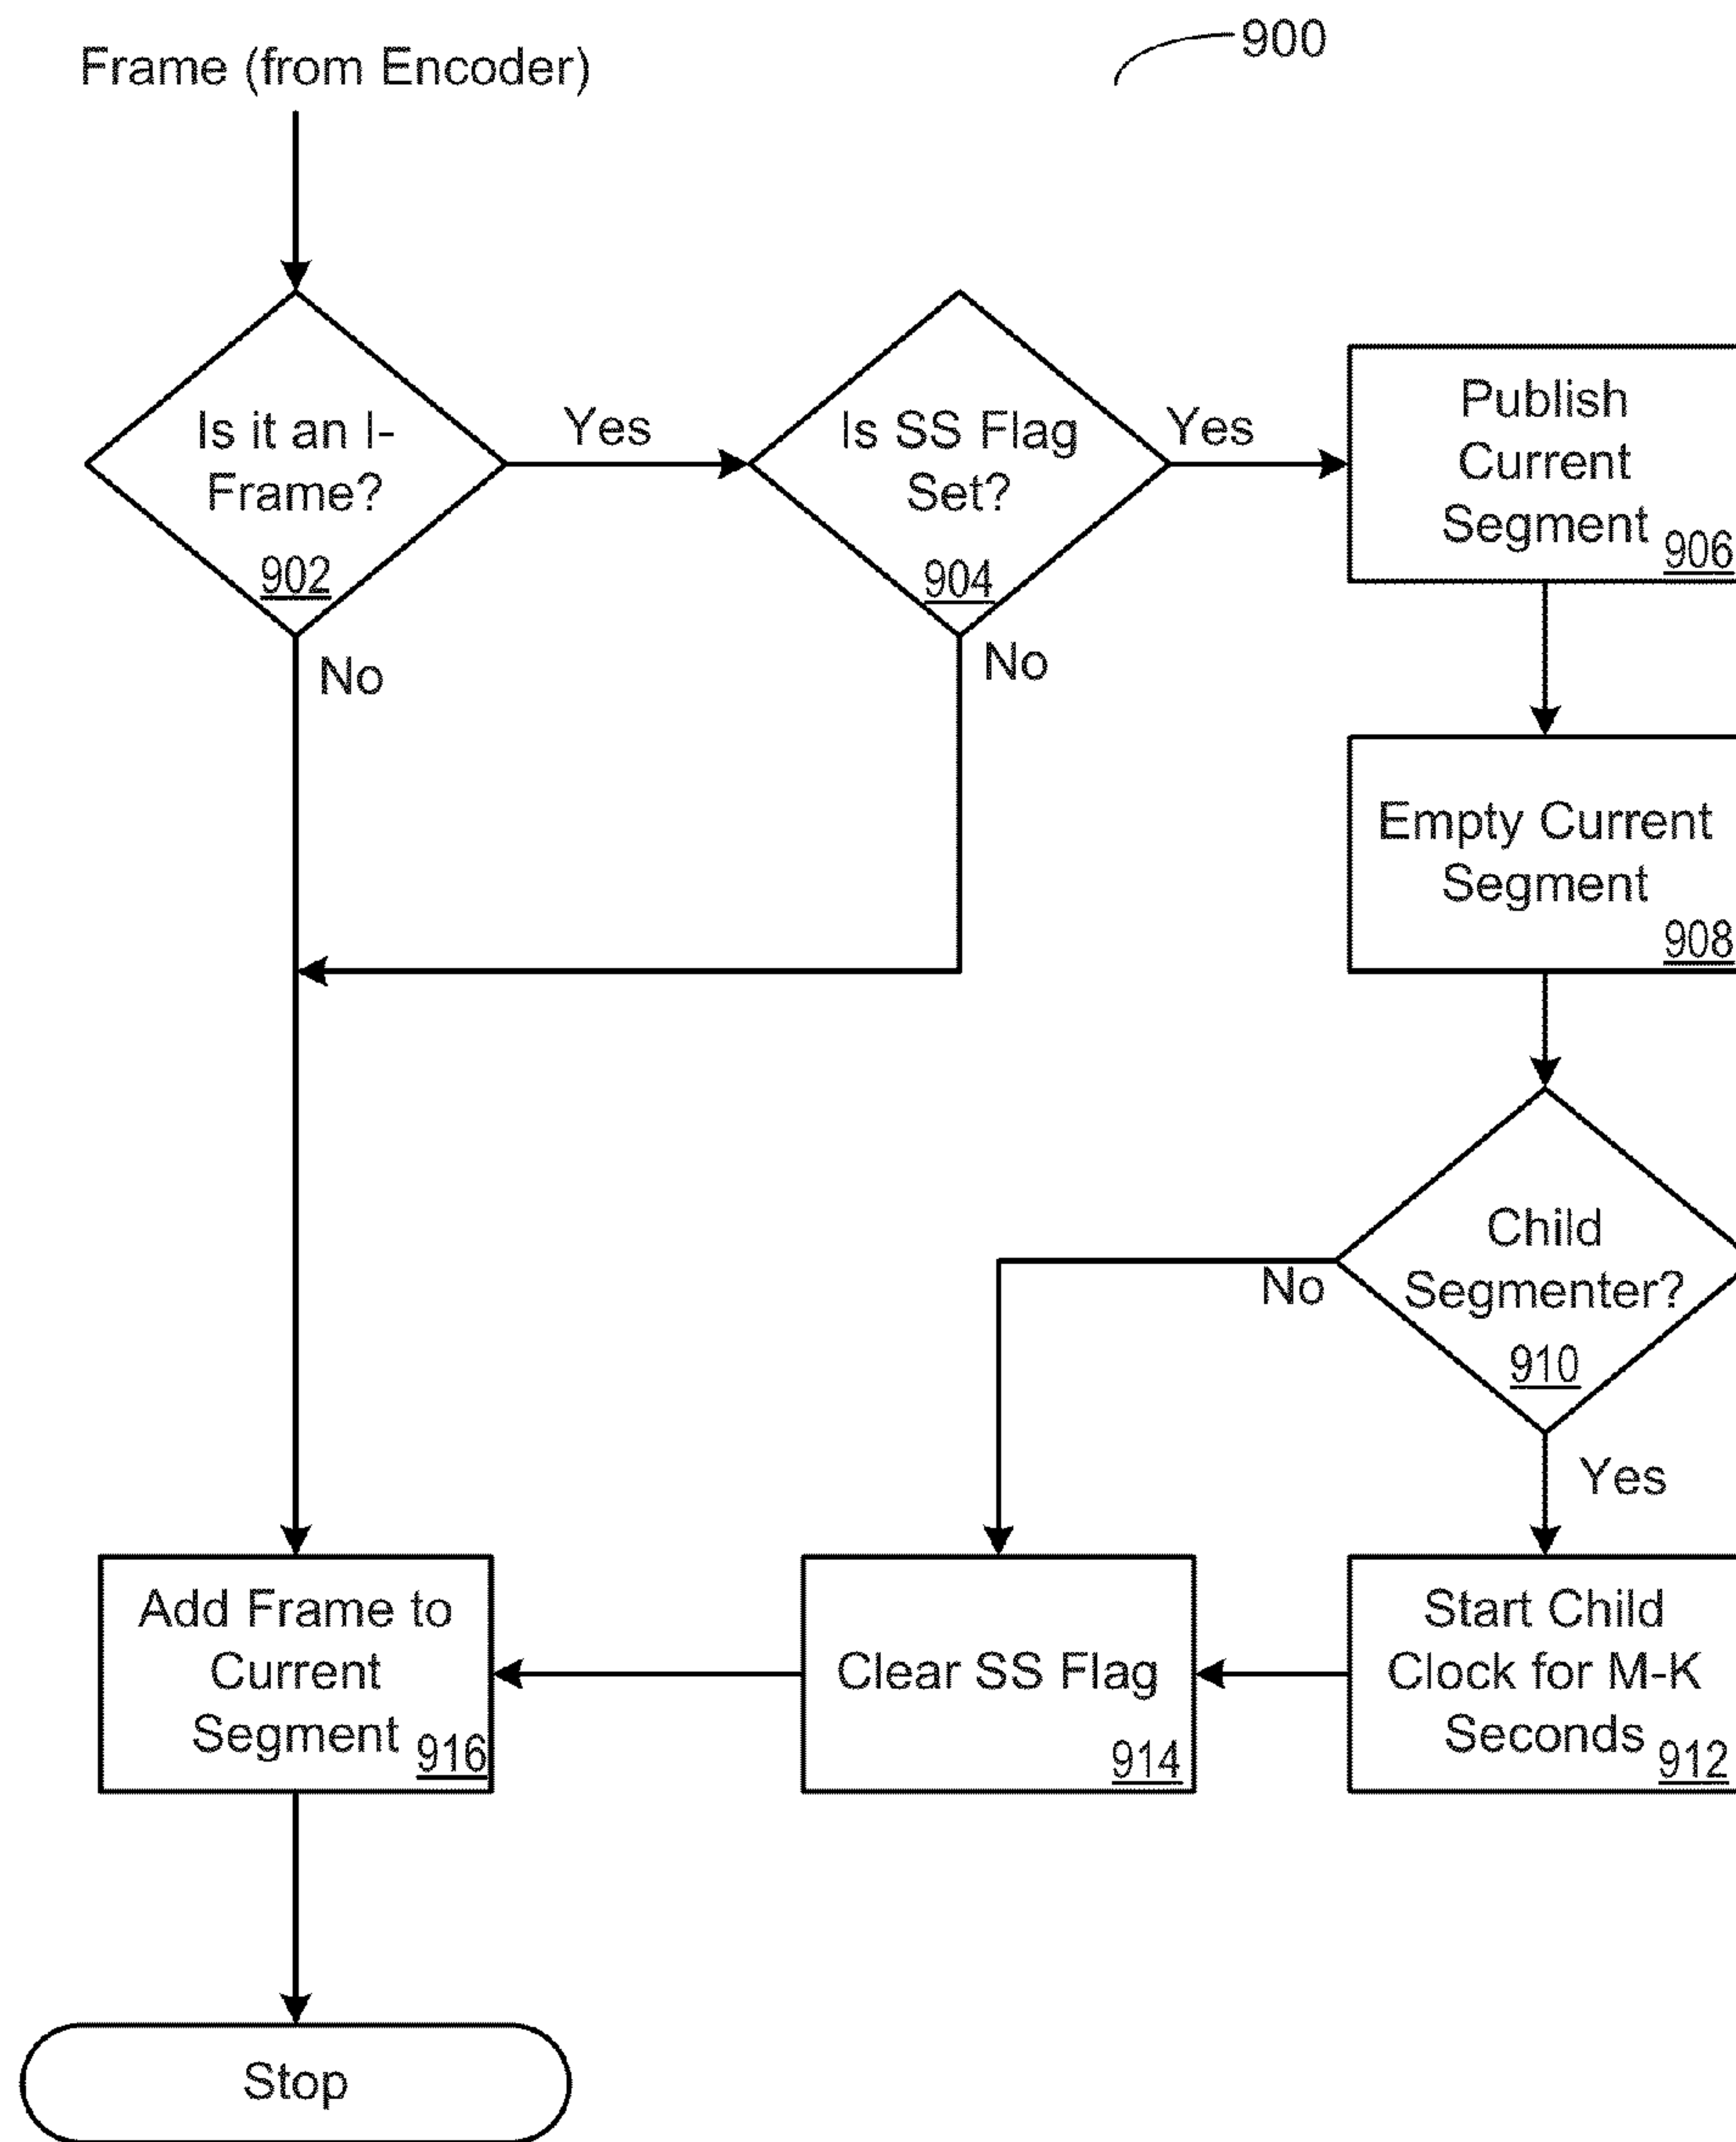 900
Frame (from Encoder)
Is it an I-
Frame?
902
Yes
No
Is SS Flag
Set?
904
Yes
No
Publish
Current
Segment
906
Empty Current
Segment
908
Child
Segmenter?
910
No
Yes
Start Child
Clock for M-K
Seconds
912
Clear SS Flag
914
Add Frame to
Current
Segment
916
Stop